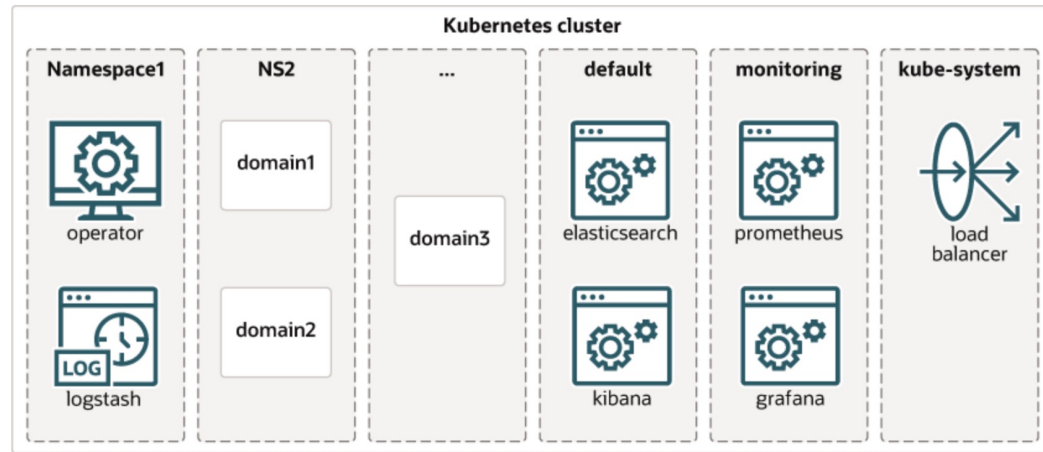 Kubernetes cluster
Namespace1
operator
LOG
logstash
NS2
domain1
domain2
...
domain3
default
elasticsearch
kibana
monitoring
prometheus
grafana
kube-system
load
balancer